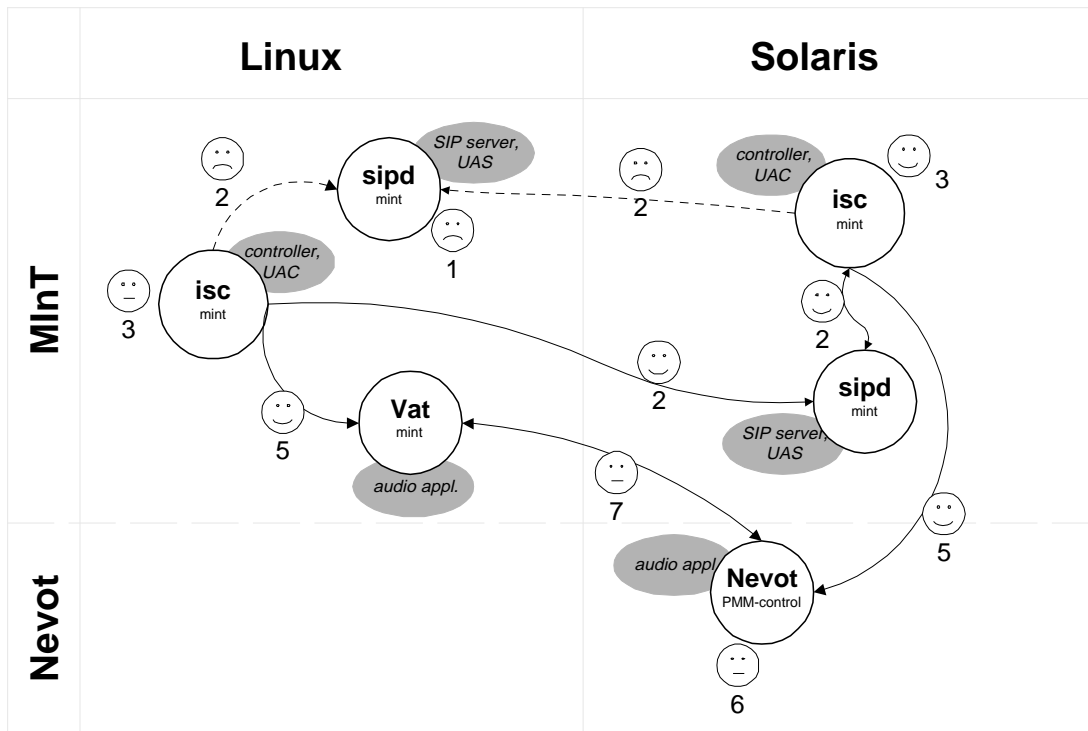 Linux
Solaris
MInT
Nevot
2
SIP server,
UAS
sipd
mint
1
controller,
UAC
isc
mint
3
2
controller,
UAC
isc
mint
3
2
2
sipd
mint
SIP server,
UAS
5
Vat
mint
audio appl.
7
5
audio appl.
Nevot
PMM-control
6